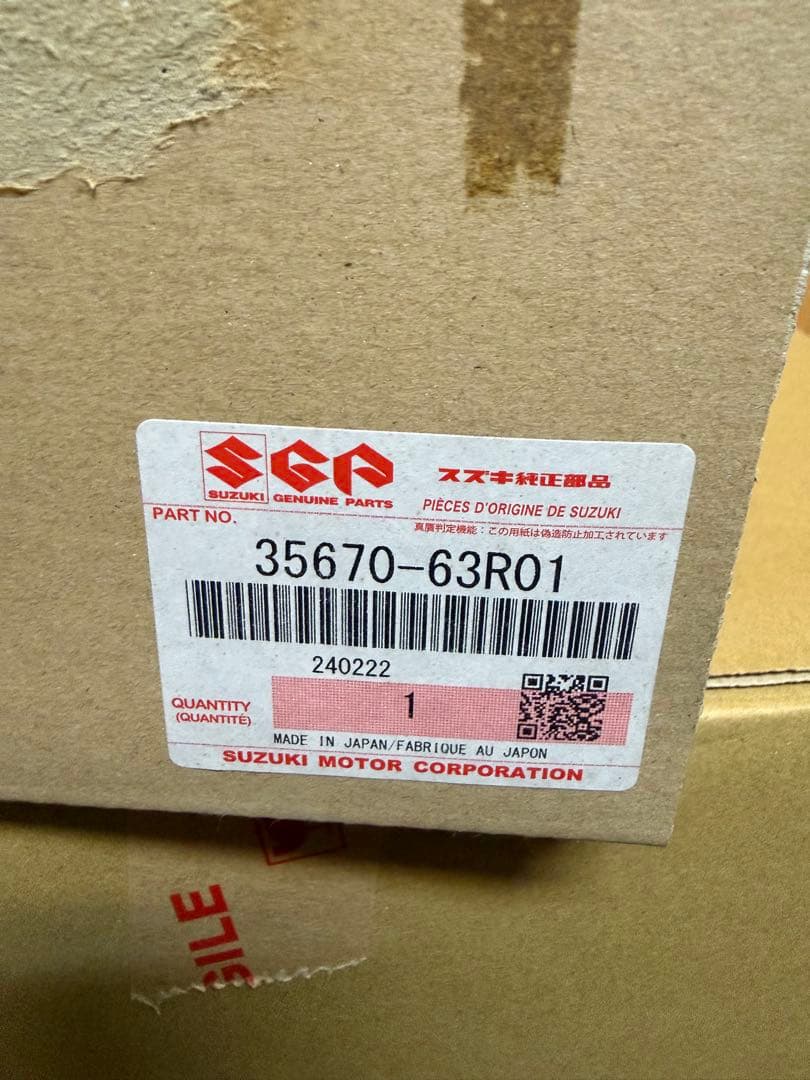 SGP
SUZUKI GENUINE PARTS
スズキ純正部品
PIÈCES D'ORIGINE DE SUZUKI
PART NO.
真贋判定機能:この用紙は偽造防止加工されています
35670-63R01
240222
QUANTITY
(QUANTITÉ)
1
MADE IN JAPAN/FABRIQUE AU JAPON
SUZUKI MOTOR CORPORATION
GILE